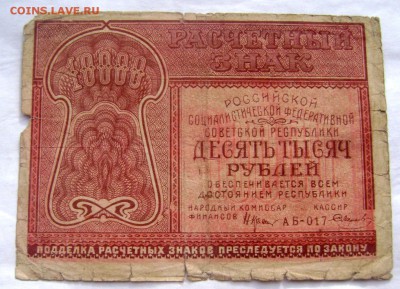 COINS.LAVE.RU
10000
РАСЧЕТНЫЙ
ЗНАК
РОССИЙСКОЙ
СОЦИАЛИСТИЧЕСКОЙ ФЕДЕРАТИВНОЙ
СОВЕТСКОЙ РЕСПУБЛИКИ
ДЕСЯТЬ ТЫСЯЧ
РУБЛЕЙ
ОБЕСПЕЧИВАЕТСЯ ВСЕМ
ДОСТОЯНИЕМ РЕСПУБЛИКИ
НАРОДНЫЙ КОМИССАР КАССИР
ФИНАНСОВ АБ-017
ПОДДЕЛКА РАСЧЕТНЫХ ЗНАКОВ ПРЕСЛЕДУЕТСЯ ПО ЗАКОНУ